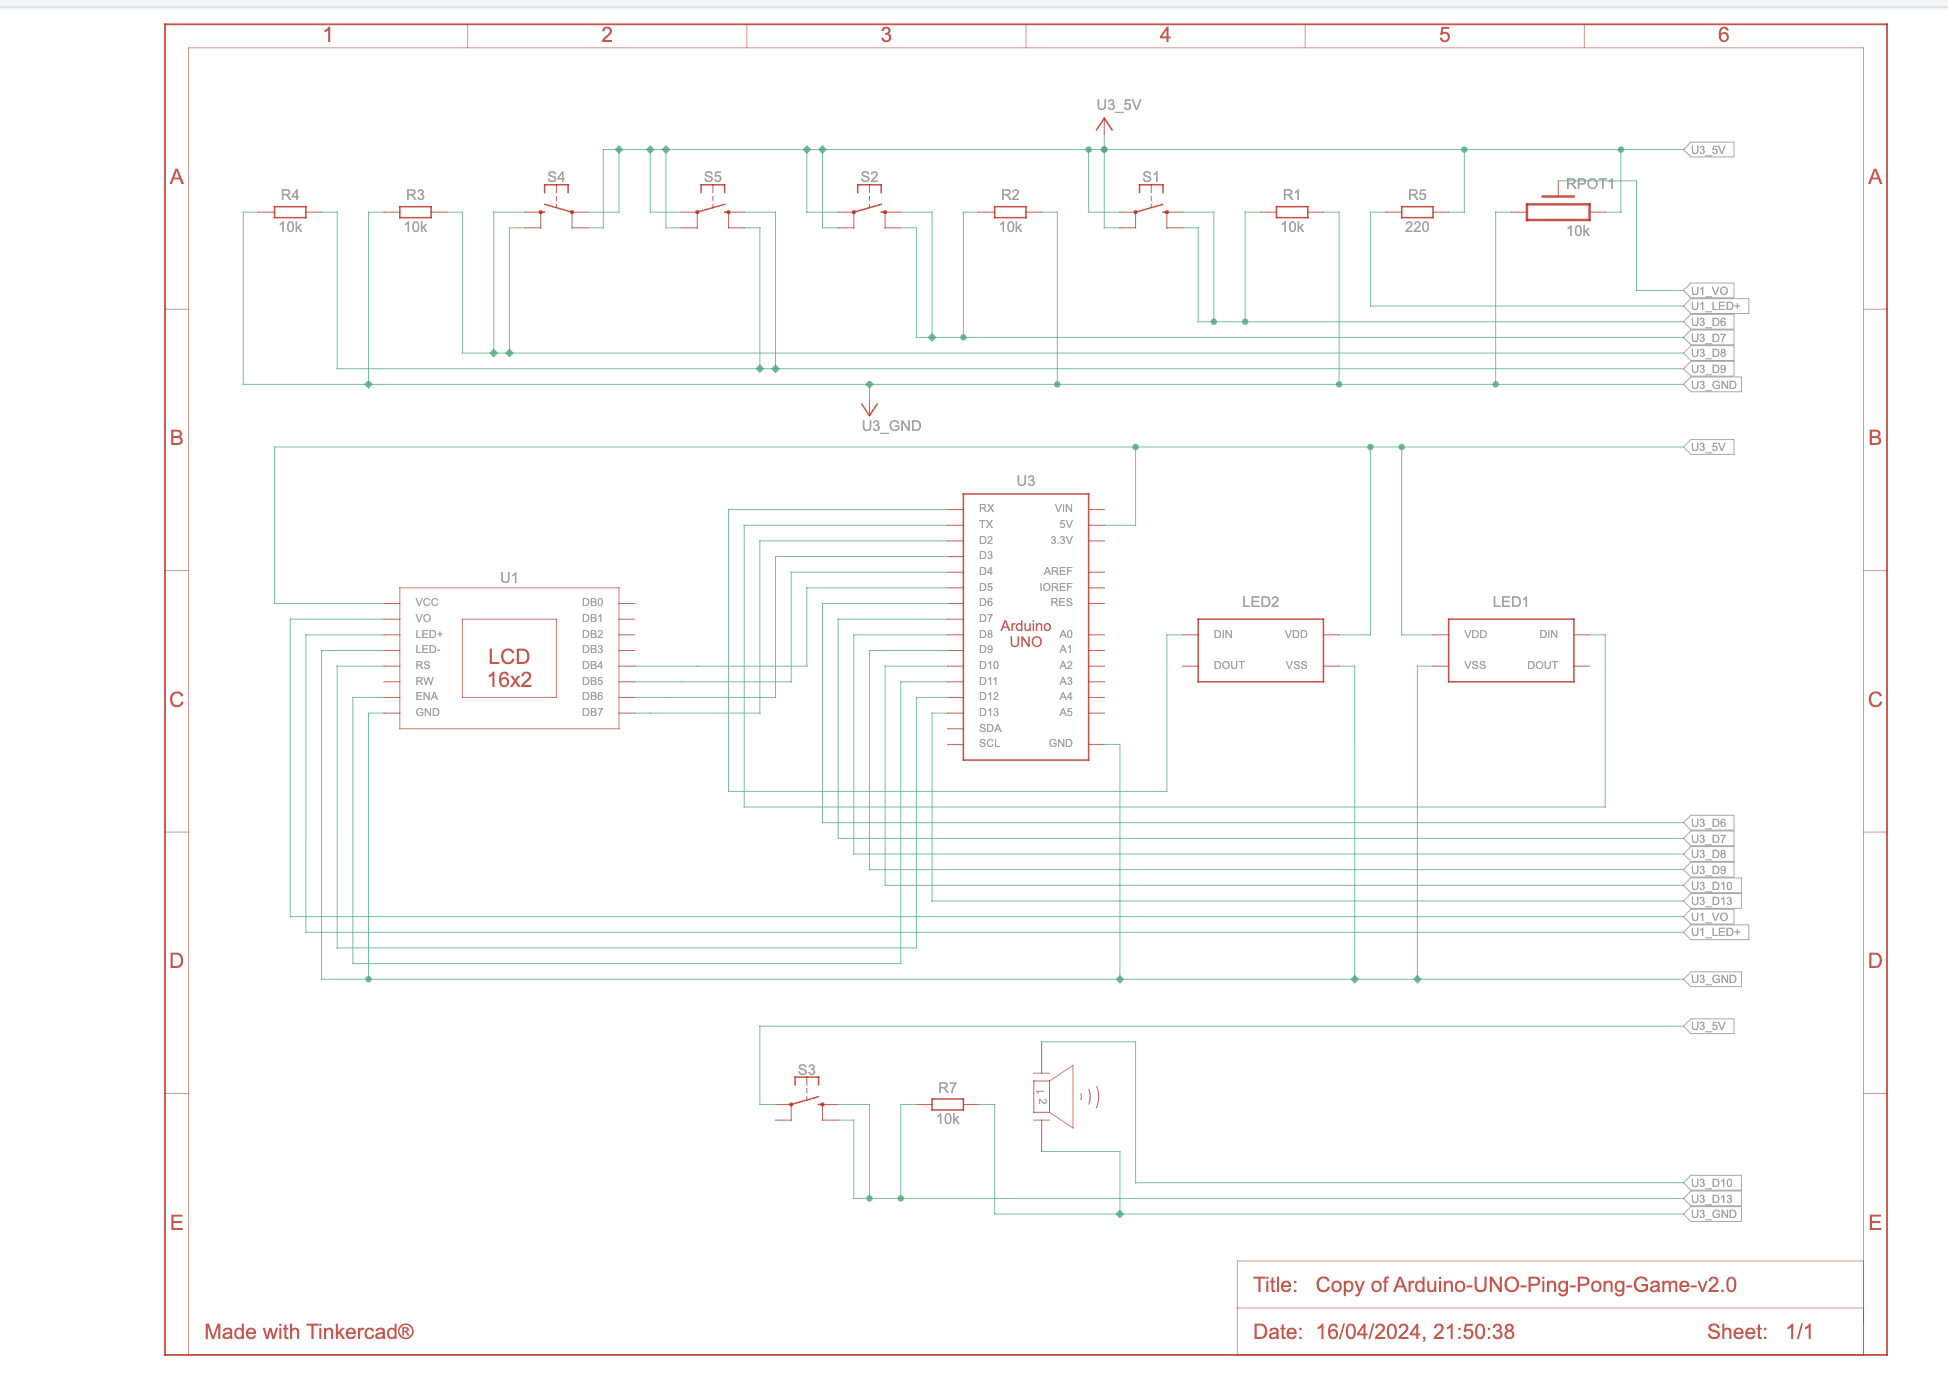 1 2 3 4 5 6
U3_5V
U3_5V
A A
S4 S5 S2 S1
R4 R3 R2 R1 R5 RPOT1
10k 10k 10k 10k 220 10k
U1_VO
U1_LED+
U3_D6
U3_D7
U3_D8
U3_D9
U3_GND
U3_GND
B B
U3_5V
U3
RX VIN
TX 5V
D2 3.3V
D3
D4 AREF
D5 IOREF
D6 RES
D7
D8 A0
D9 A1
D10 A2
D11 A3
D12 A4
D13 A5
SDA
SCL GND
Arduino
UNO
U1
VCC DB0
VO DB1
LED+ DB2
LED- DB3
RS DB4
RW DB5
ENA DB6
GND DB7
LCD
16x2
LED2
DIN VDD
DOUT VSS
LED1
VDD DIN
VSS DOUT
C C
U3_D6
U3_D7
U3_D8
U3_D9
U3_D10
U3_D13
U1_VO
U1_LED+
D D
U3_GND
U3_5V
S3
R7
10k
1
2
U3_D10
U3_D13
U3_GND
E E
Title: Copy of Arduino-UNO-Ping-Pong-Game-v2.0
Made with Tinkercad®
Date: 16/04/2024, 21:50:38 Sheet: 1/1